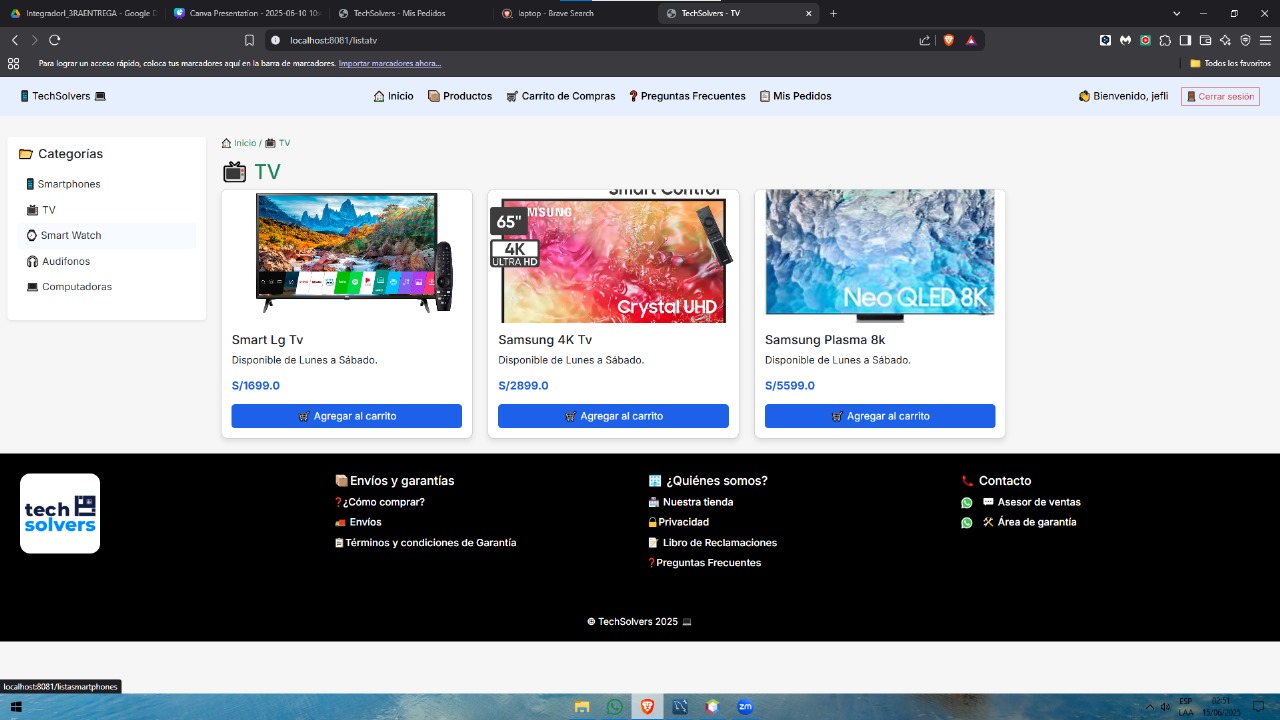 IntegradorI_3RAENTREGA - Google D
Canva Presentation - 2025-06-10 10:
TechSolvers - Mis Pedidos
laptop - Brave Search
TechSolvers - TV
localhost:8081/listatv
Para lograr un acceso rápido, coloca tus marcadores aquí en la barra de marcadores. Importar marcadores ahora...
Todos los favoritos
TechSolvers
Inicio
Productos
Carrito de Compras
Preguntas Frecuentes
Mis Pedidos
Bienvenido, jefli
Cerrar sesión
Categorías
Smartphones
TV
Smart Watch
Audifonos
Computadoras
Inicio / TV
TV
Smart Lg Tv
Disponible de Lunes a Sábado.
S/1699.0
Agregar al carrito
Smart Control
MSUNG
65"
4K
ULTRA HD
Crystal UHD
Samsung 4K Tv
Disponible de Lunes a Sábado.
S/2899.0
Agregar al carrito
Neo QLED 8K
Samsung Plasma 8k
Disponible de Lunes a Sábado.
S/5599.0
Agregar al carrito
tech
solvers
Envíos y garantías
¿Cómo comprar?
Envíos
Términos y condiciones de Garantía
¿Quiénes somos?
Nuestra tienda
Privacidad
Libro de Reclamaciones
Preguntas Frecuentes
Contacto
Asesor de ventas
Área de garantía
© TechSolvers 2025
localhost:8081/listasmartphones
zm
ESP
LAA
02:51
15/06/2025